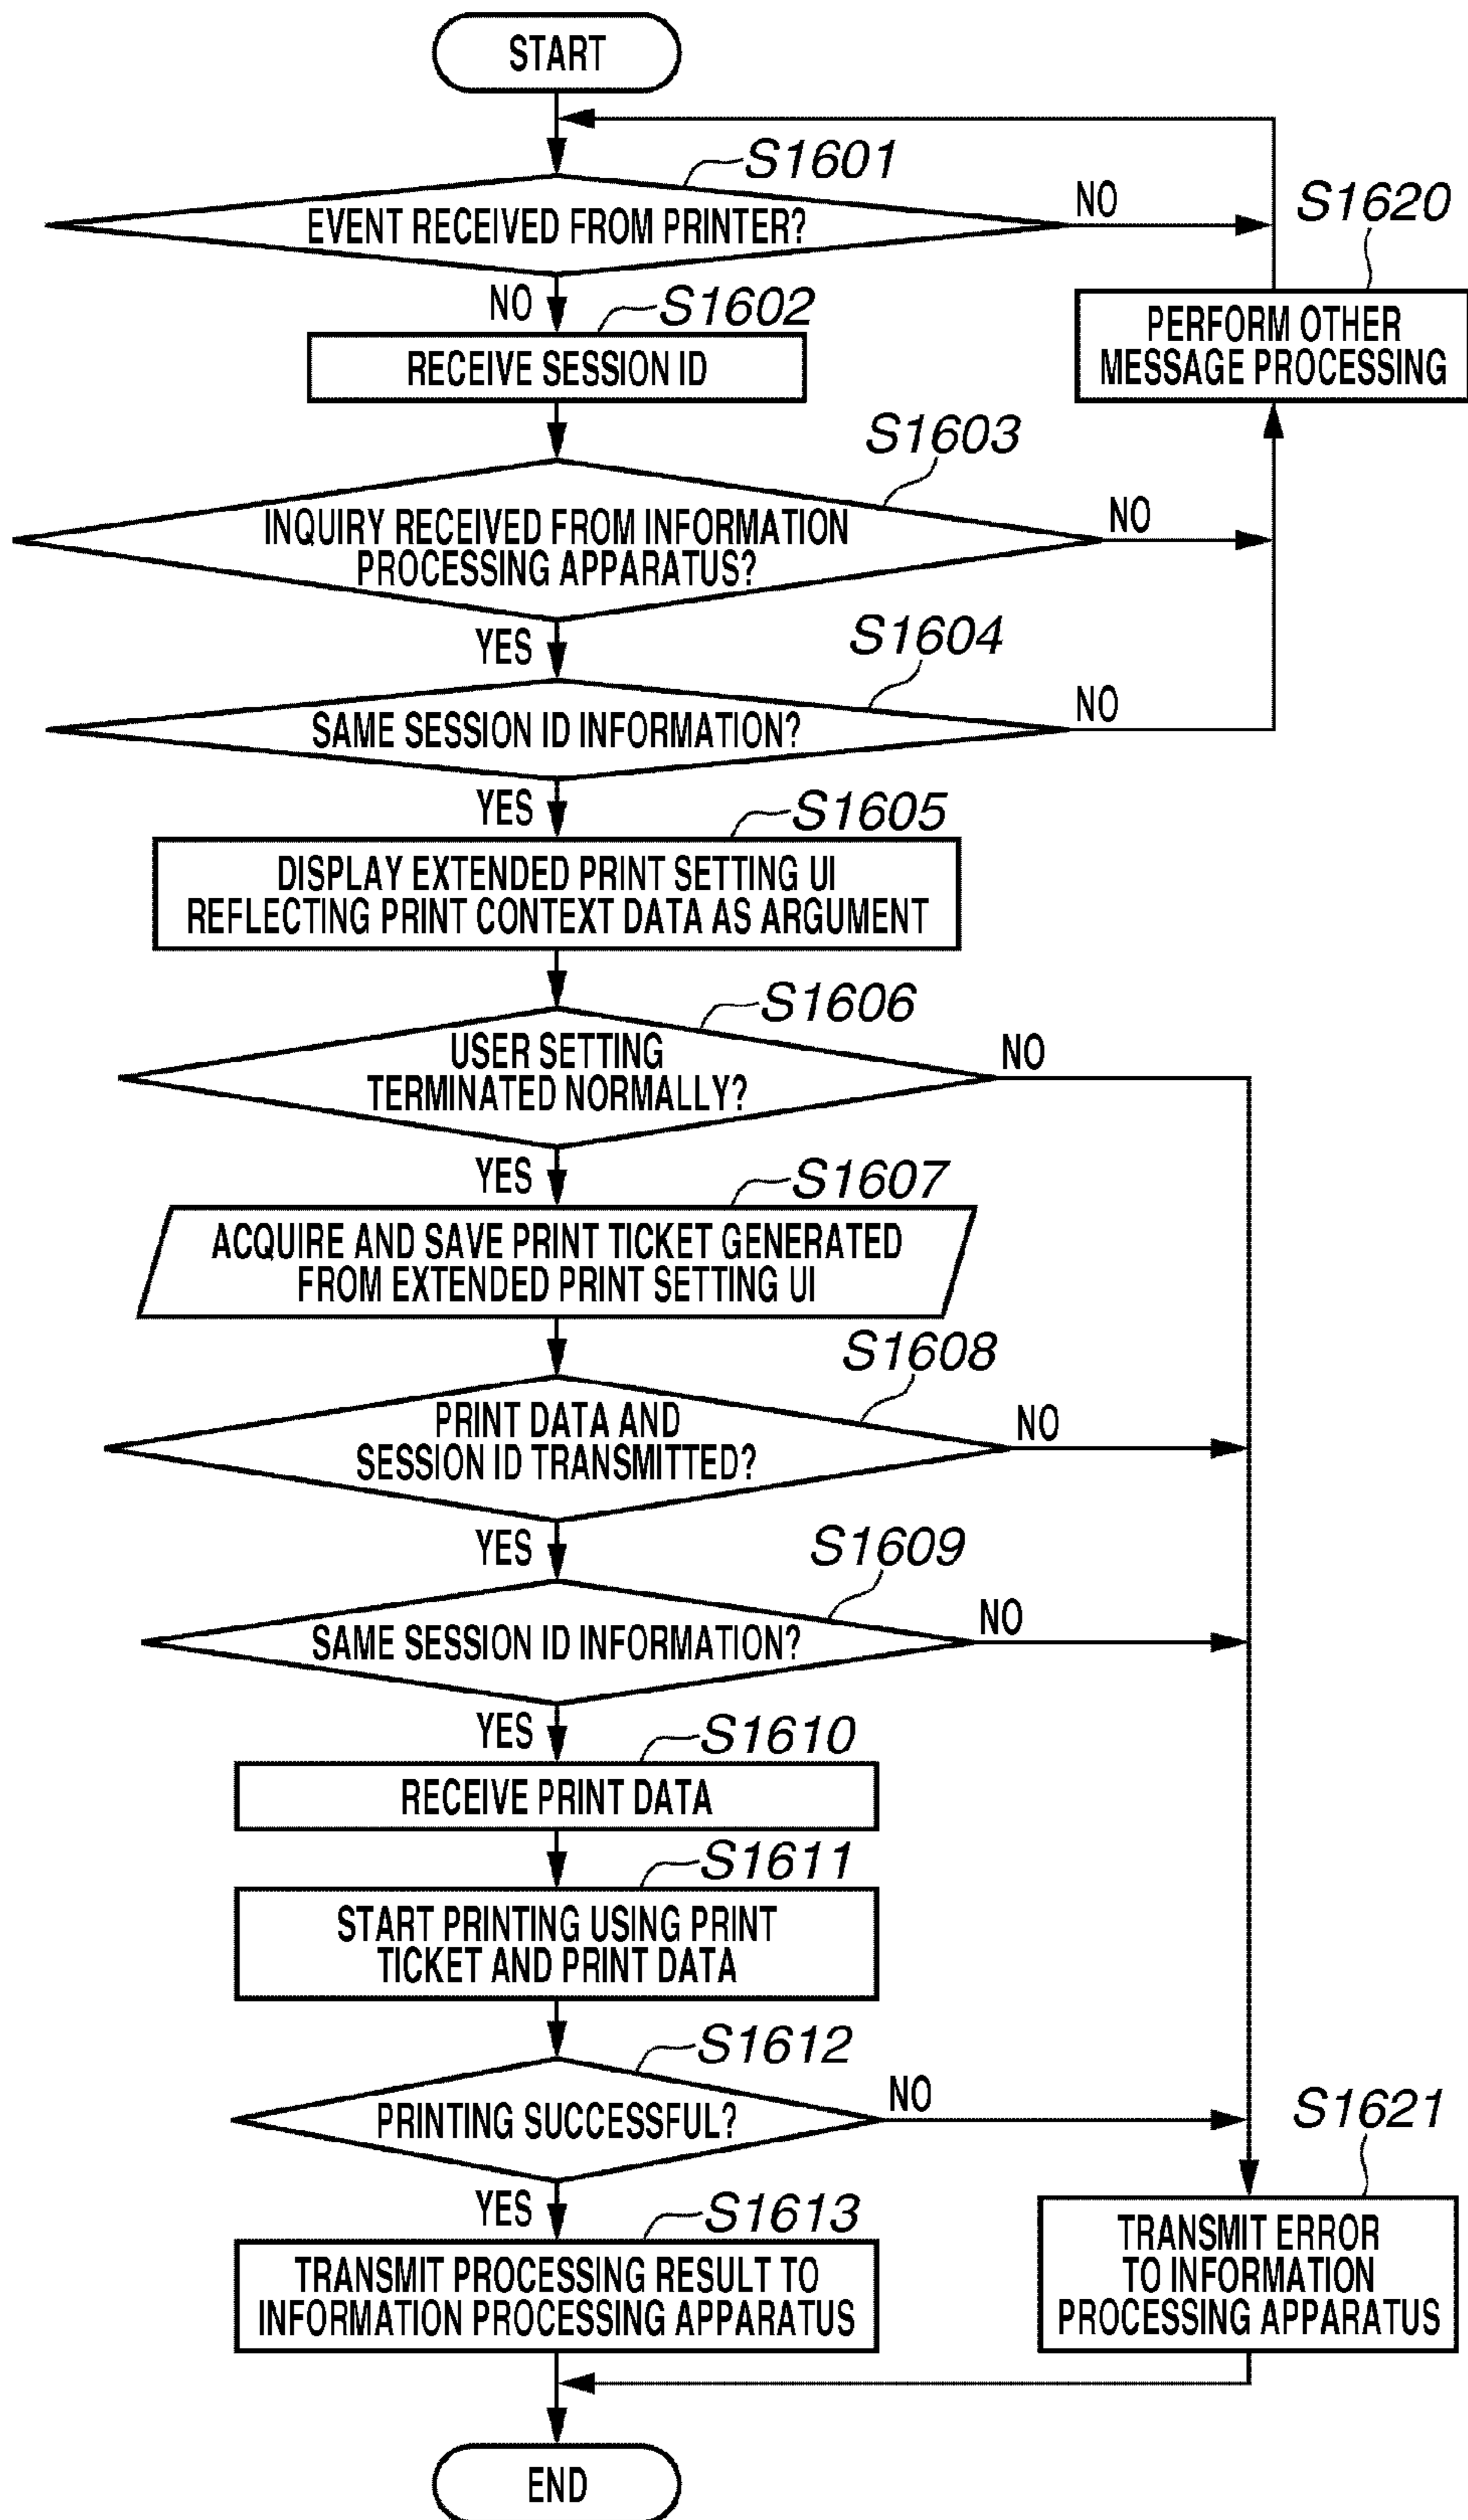 START
S1601
EVENT RECEIVED FROM PRINTER?
NO
S1620
PERFORM OTHER
MESSAGE PROCESSING
NO
S1602
RECEIVE SESSION ID
S1603
INQUIRY RECEIVED FROM INFORMATION
PROCESSING APPARATUS?
NO
YES
S1604
SAME SESSION ID INFORMATION?
NO
YES
S1605
DISPLAY EXTENDED PRINT SETTING UI
REFLECTING PRINT CONTEXT DATA AS ARGUMENT
S1606
USER SETTING
TERMINATED NORMALLY?
NO
YES
S1607
ACQUIRE AND SAVE PRINT TICKET GENERATED
FROM EXTENDED PRINT SETTING UI
S1608
PRINT DATA AND
SESSION ID TRANSMITTED?
NO
YES
S1609
SAME SESSION ID INFORMATION?
NO
YES
S1610
RECEIVE PRINT DATA
S1611
START PRINTING USING PRINT
TICKET AND PRINT DATA
S1612
PRINTING SUCCESSFUL?
NO
YES
S1613
TRANSMIT PROCESSING RESULT TO
INFORMATION PROCESSING APPARATUS
S1621
TRANSMIT ERROR
TO INFORMATION
PROCESSING APPARATUS
END